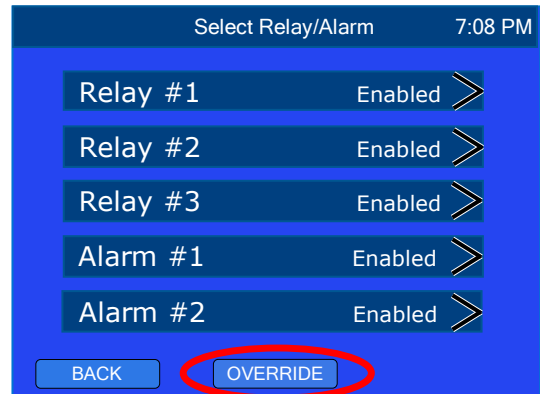 Select Relay/Alarm 7:08 PM
Relay #1 Enabled
Relay #2 Enabled
Relay #3 Enabled
Alarm #1 Enabled
Alarm #2 Enabled
BACK OVERRIDE